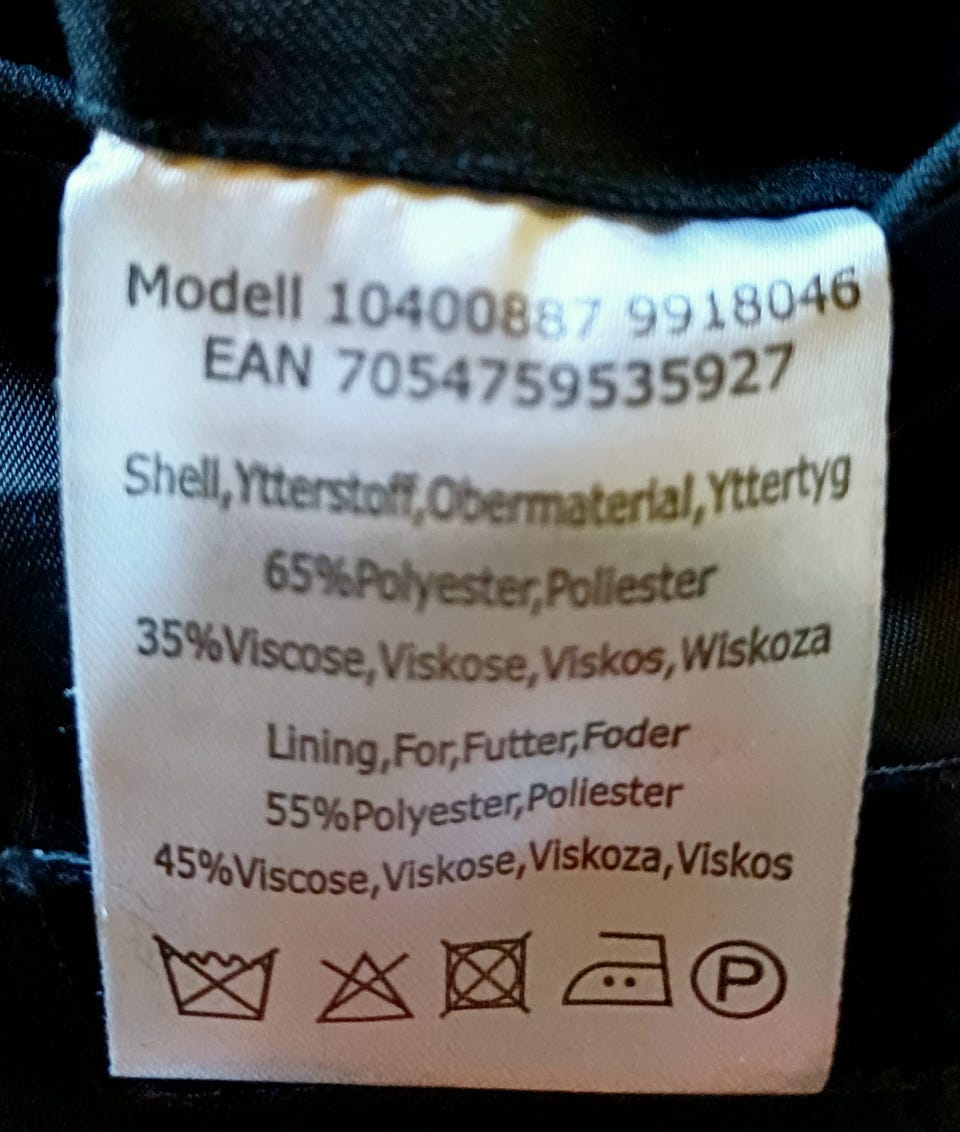 Modell 10400887 9918046
EAN 7054759535927
Shell,Ytterstoff,Obermaterial,Yttertyg
65%Polyester,Poliester
35%Viscose,Viskose,Viskos,Wiskoza
Lining,For,Futter,Foder
55%Polyester,Poliester
45%Viscose,Viskose,Viskoza,Viskos
P